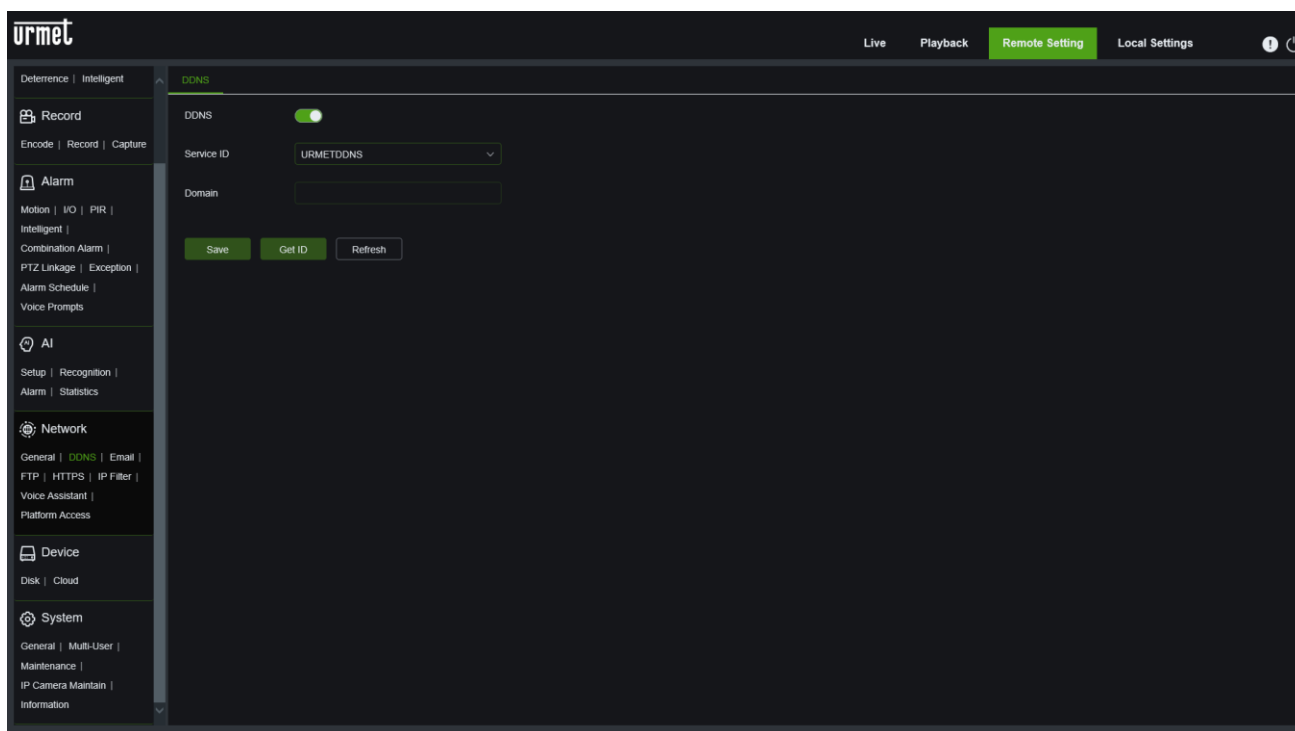 urmet
Live Playback Remote Setting Local Settings
Deterrence | Intelligent
Record
Encode | Record | Capture
Alarm
Motion | I/O | PIR |
Intelligent |
Combination Alarm |
PTZ Linkage | Exception |
Alarm Schedule |
Voice Prompts
AI
Setup | Recognition |
Alarm | Statistics
Network
General | DDNS | Email |
FTP | HTTPS | IP Filter |
Voice Assistant |
Platform Access
Device
Disk | Cloud
System
General | Multi-User |
Maintenance |
IP Camera Maintain |
Information
DDNS
DDNS
Service ID URMETDDNS
Domain
Save Get ID Refresh